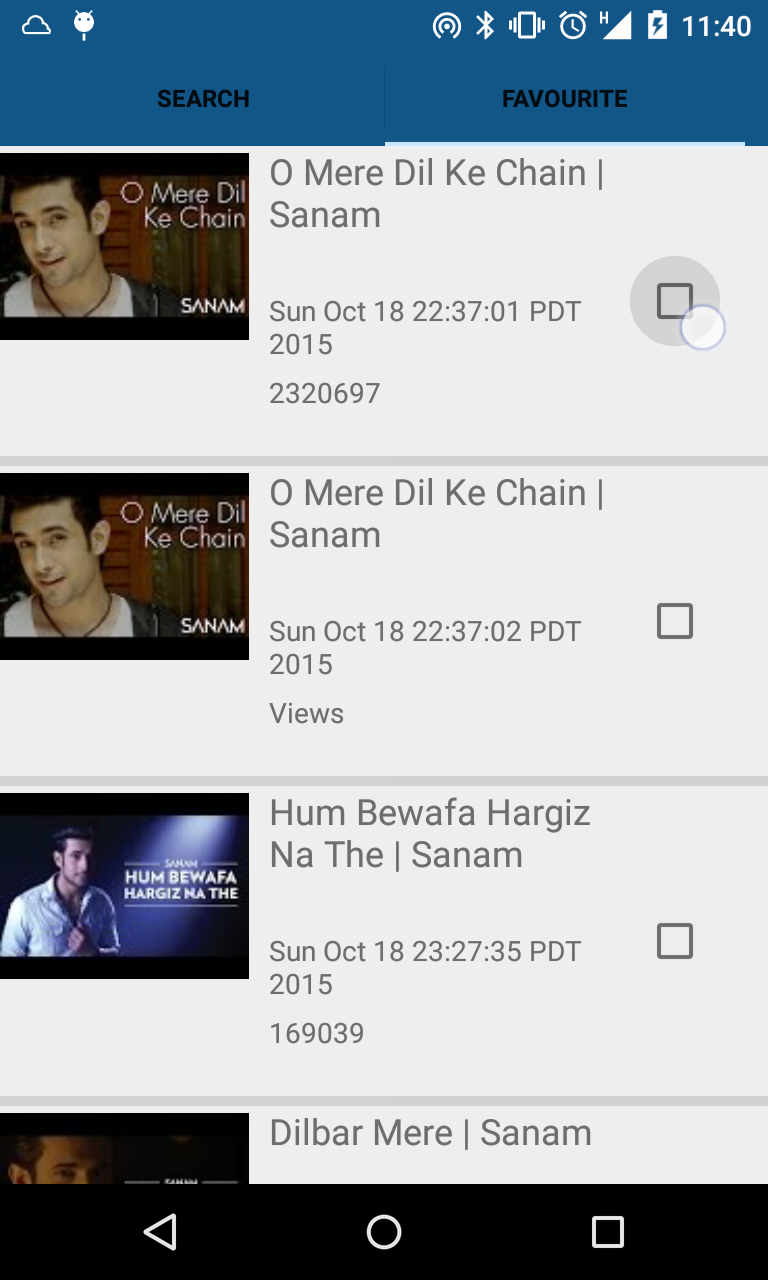 H 11:40
SEARCH FAVOURITE
O Mere Dil
Ke Chain
SANAM
O Mere Dil Ke Chain |
Sanam
Sun Oct 18 22:37:01 PDT
2015
2320697
O Mere Dil
Ke Chain
SANAM
O Mere Dil Ke Chain |
Sanam
Sun Oct 18 22:37:02 PDT
2015
Views
SANAM
HUM BEWAFA
HARGIZ NA THE
Hum Bewafa Hargiz
Na The | Sanam
Sun Oct 18 23:27:35 PDT
2015
169039
Dilbar Mere | Sanam